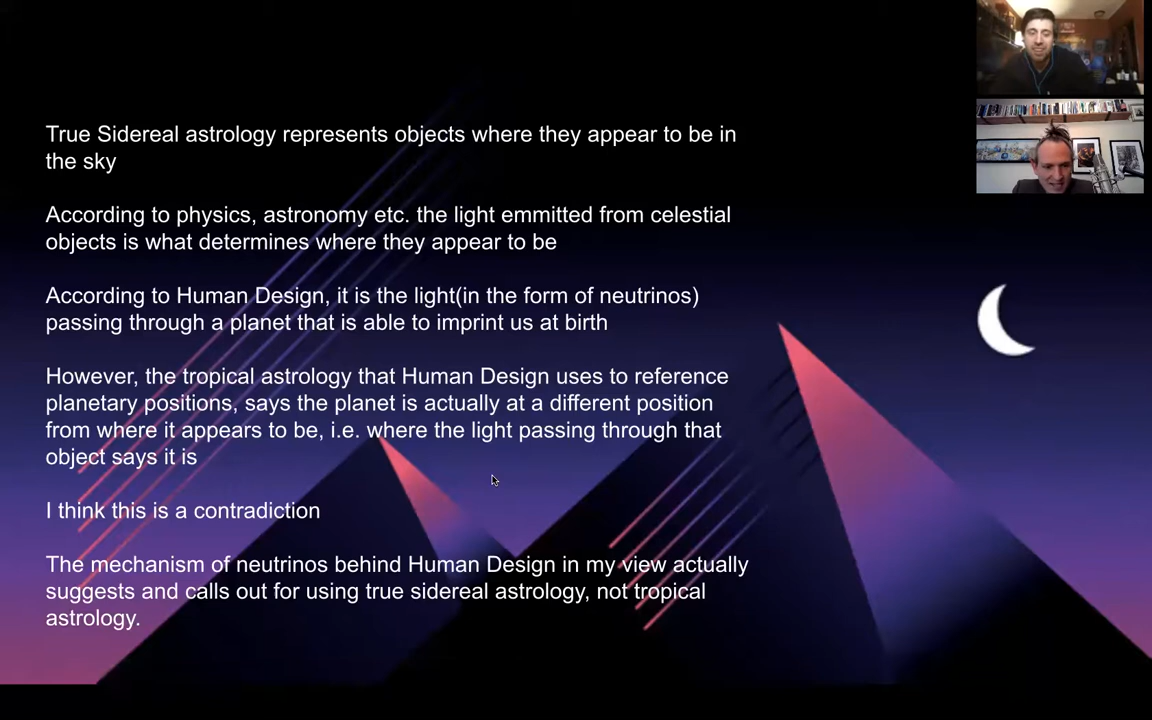 True Sidereal astrology represents objects where they appear to be in
the sky
According to physics, astronomy etc. the light emmitted from celestial
objects is what determines where they appear to be
According to Human Design, it is the light(in the form of neutrinos)
passing through a planet that is able to imprint us at birth
However, the tropical astrology that Human Design uses to reference
planetary positions, says the planet is actually at a different position
from where it appears to be, i.e. where the light passing through that
object says it is
I think this is a contradiction
The mechanism of neutrinos behind Human Design in my view actually
suggests and calls out for using true sidereal astrology, not tropical
astrology.